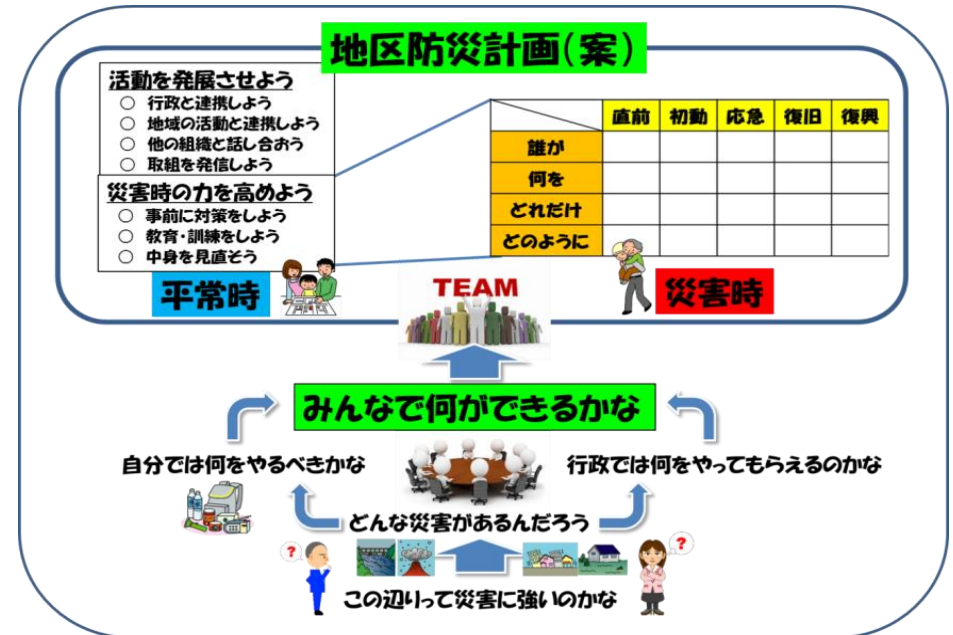 地区防災計画(案)
活動を発展させよう
○ 行政と連携しよう
○ 地域の活動と連携しよう
○ 他の組織と話し合おう
○ 取組を発信しよう
災害時の力を高めよう
○ 事前に対策をしよう
○ 教育・訓練をしよう
○ 中身を見直そう
平常時
直前 初動 応急 復旧 復興
誰が
何を
どれだけ
どのように
災害時
TEAM
みんなで何ができるかな
自分では何をやるべきかな
行政では何をやってもらえるのかな
どんな災害があるんだろう
?
?
この辺りって災害に強いのかな